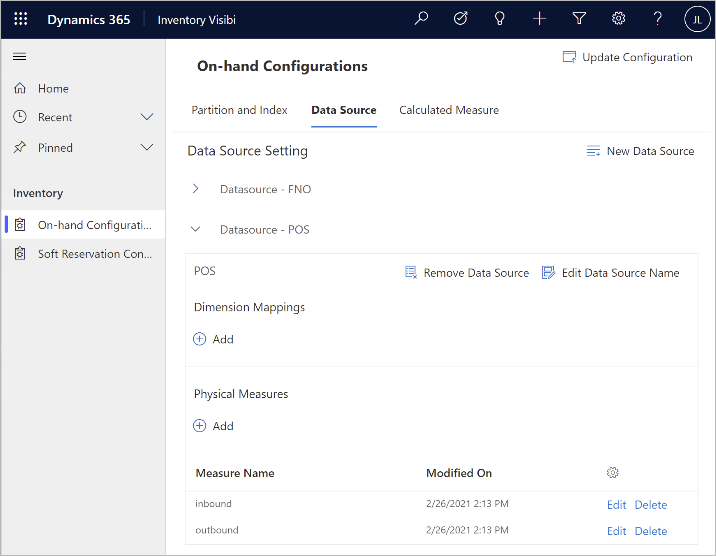 Dynamics 365 Inventory Visibi JL
On-hand Configurations Update Configuration
Home
Recent
Pinned
Inventory
On-hand Configurati...
Soft Reservation Con...
Partition and Index Data Source Calculated Measure
Data Source Setting New Data Source
Datasource - FNO
Datasource - POS
POS Remove Data Source Edit Data Source Name
Dimension Mappings
Add
Physical Measures
Add
Measure Name Modified On
inbound 2/26/2021 2:13 PM Edit Delete
outbound 2/26/2021 2:13 PM Edit Delete